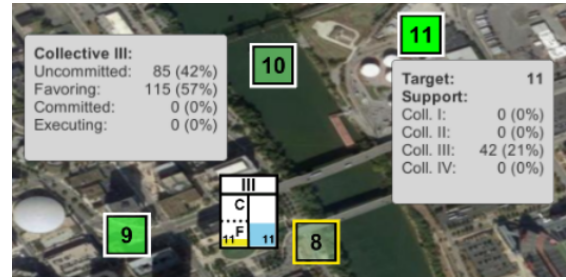 Collective III:
Uncommitted: 85 (42%)
Favoring: 115 (57%)
Committed: 0 (0%)
Executing: 0 (0%)
10
11
Target: 11
Support:
Coll. I: 0 (0%)
Coll. II: 0 (0%)
Coll. III: 42 (21%)
Coll. IV: 0 (0%)
III
C
F
11
11
9
8